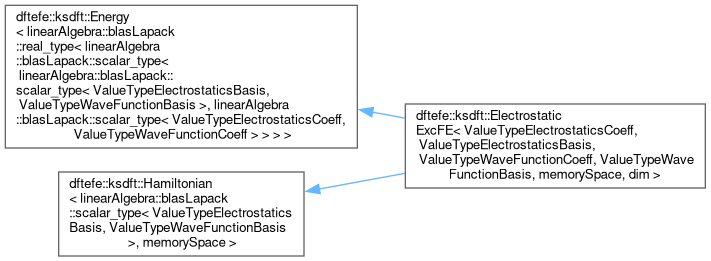 dftefe::ksdft::Energy
< linearAlgebra::blasLapack
::real_type< linearAlgebra
::blasLapack::scalar_type<
linearAlgebra::blasLapack::
scalar_type< ValueTypeElectrostaticsBasis,
ValueTypeWaveFunctionBasis >, linearAlgebra
::blasLapack::scalar_type< ValueTypeElectrostaticsCoeff,
ValueTypeWaveFunctionCoeff > > > >
dftefe::ksdft::Electrostatic
ExcFE< ValueTypeElectrostaticsCoeff,
ValueTypeElectrostaticsBasis,
ValueTypeWaveFunctionCoeff, ValueTypeWave
FunctionBasis, memorySpace, dim >
dftefe::ksdft::Hamiltonian
< linearAlgebra::blasLapack
::scalar_type< ValueTypeElectrostatics
Basis, ValueTypeWaveFunctionBasis
>, memorySpace >